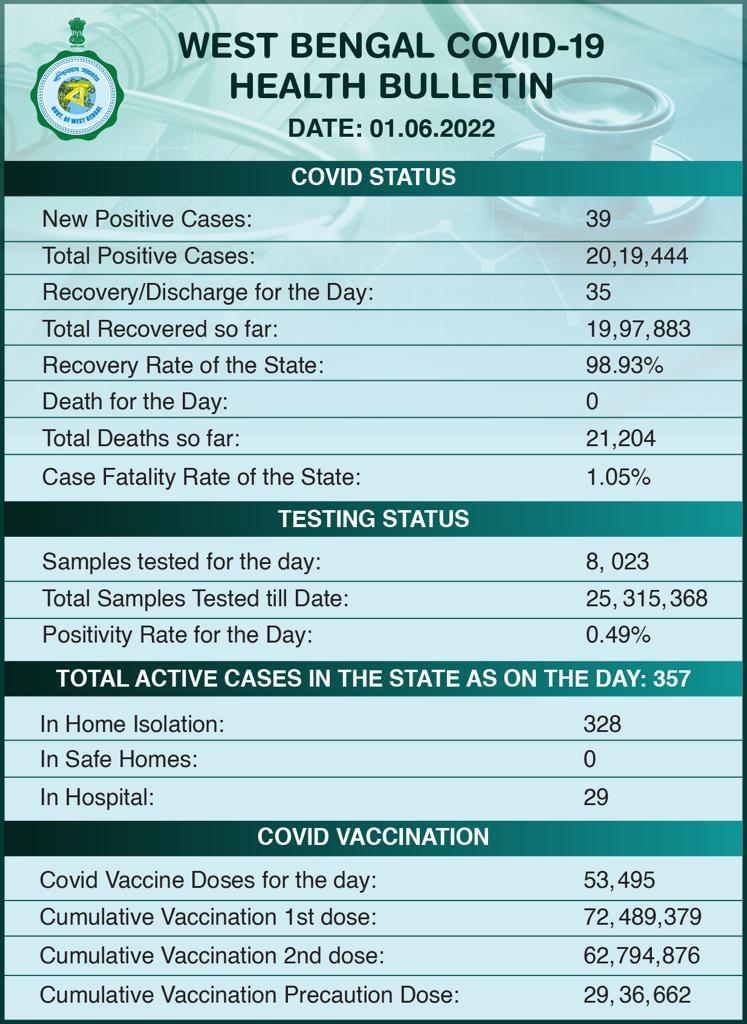 পশ্চিমবঙ্গ সরকার
GOVT. OF WEST BENGAL
WEST BENGAL COVID-19
HEALTH BULLETIN
DATE: 01.06.2022
COVID STATUS
New Positive Cases: 39
Total Positive Cases: 20,19,444
Recovery/Discharge for the Day: 35
Total Recovered so far: 19,97,883
Recovery Rate of the State: 98.93%
Death for the Day: 0
Total Deaths so far: 21,204
Case Fatality Rate of the State: 1.05%
TESTING STATUS
Samples tested for the day: 8, 023
Total Samples Tested till Date: 25, 315,368
Positivity Rate for the Day: 0.49%
TOTAL ACTIVE CASES IN THE STATE AS ON THE DAY: 357
In Home Isolation: 328
In Safe Homes: 0
In Hospital: 29
COVID VACCINATION
Covid Vaccine Doses for the day: 53,495
Cumulative Vaccination 1st dose: 72,489,379
Cumulative Vaccination 2nd dose: 62,794,876
Cumulative Vaccination Precaution Dose: 29,36,662